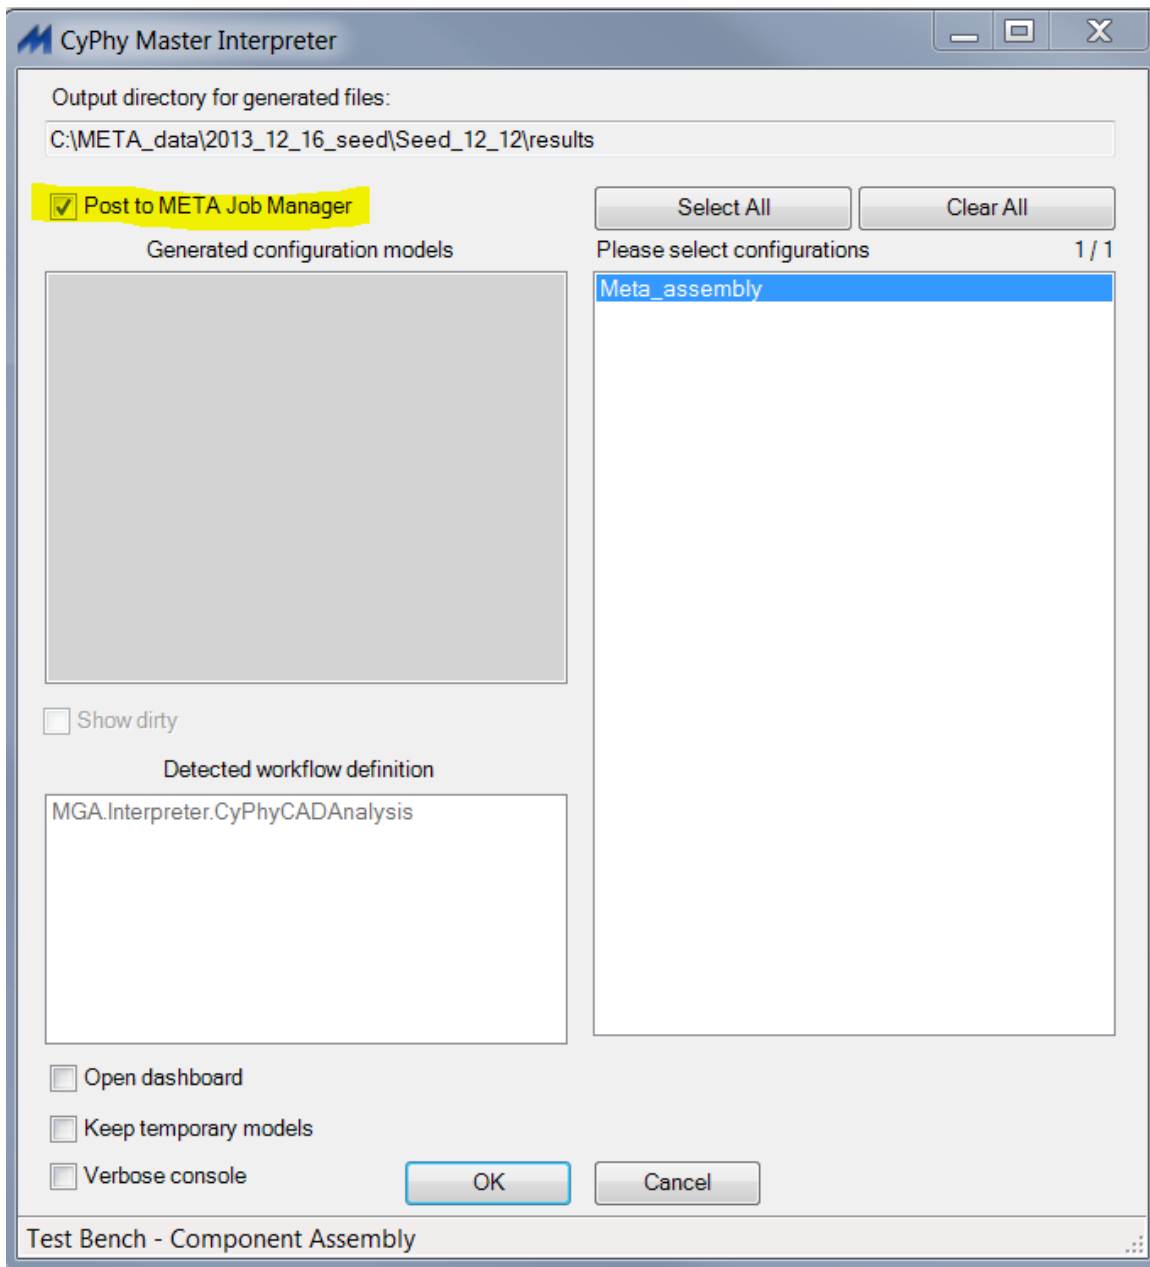 CyPhy Master Interpreter
Output directory for generated files:
C:\META_data\2013_12_16_seed\Seed_12_12\results
Post to META Job Manager
Select All
Clear All
Generated configuration models
Please select configurations
1 / 1
Meta_assembly
Show dirty
Detected workflow definition
MGA.Interpreter.CyPhyCADAnalysis
Open dashboard
Keep temporary models
Verbose console
OK
Cancel
Test Bench - Component Assembly